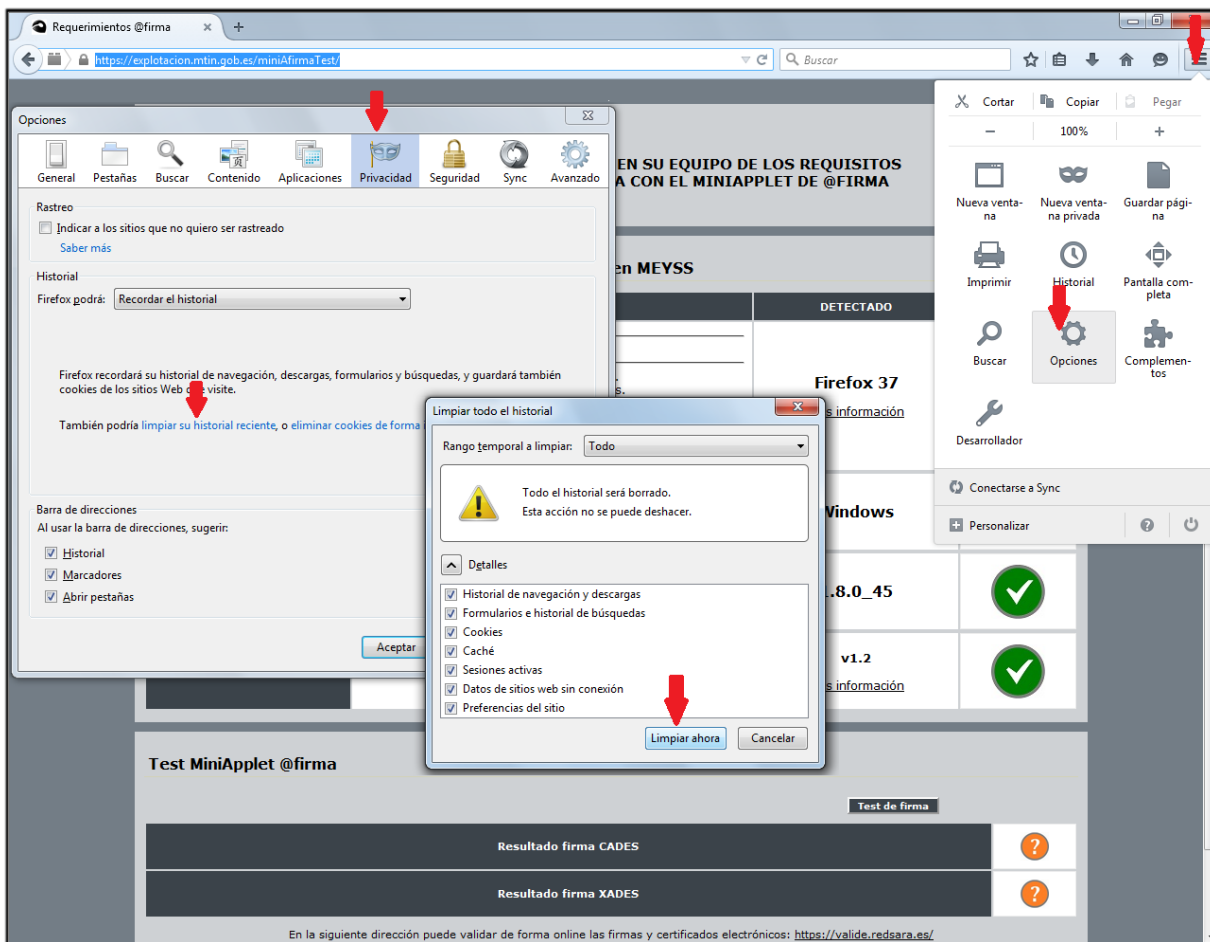 Requerimientos @firma
https://explotacion.mtin.gob.es/miniAfirmaTest/
Buscar
Cortar
Copiar
Pegar
100%
Nueva venta-
na
Nueva venta-
na privada
Guardar pági-
na
Imprimir
Historial
Pantalla com-
pleta
Buscar
Opciones
Complemen-
tos
Desarrollador
Conectarse a Sync
Personalizar
Opciones
General
Pestañas
Buscar
Contenido
Aplicaciones
Privacidad
Seguridad
Sync
Avanzado
Rastreo
Indicar a los sitios que no quiero ser rastreado
Saber más
Historial
Firefox podrá: Recordar el historial
Firefox recordará su historial de navegación, descargas, formularios y búsquedas, y guardará también
cookies de los sitios Web visite.
También podría limpiar su historial reciente, o eliminar cookies de forma
Barra de direcciones
Al usar la barra de direcciones, sugerir:
Historial
Marcadores
Abrir pestañas
Aceptar
EN SU EQUIPO DE LOS REQUISITOS
A CON EL MINIAPPLET DE @FIRMA
en MEYSS
DETECTADO
s.
Firefox 37
s información
Windows
.8.0_45
v1.2
s información
Limpiar todo el historial
Rango temporal a limpiar: Todo
Todo el historial será borrado.
Esta acción no se puede deshacer.
Detalles
Historial de navegación y descargas
Formularios e historial de búsquedas
Cookies
Caché
Sesiones activas
Datos de sitios web sin conexión
Preferencias del sitio
Limpiar ahora
Cancelar
Test MiniApplet @firma
Test de firma
Resultado firma CADES
?
Resultado firma XADES
?
En la siguiente dirección puede validar de forma online las firmas y certificados electrónicos: https://valide.redsara.es/